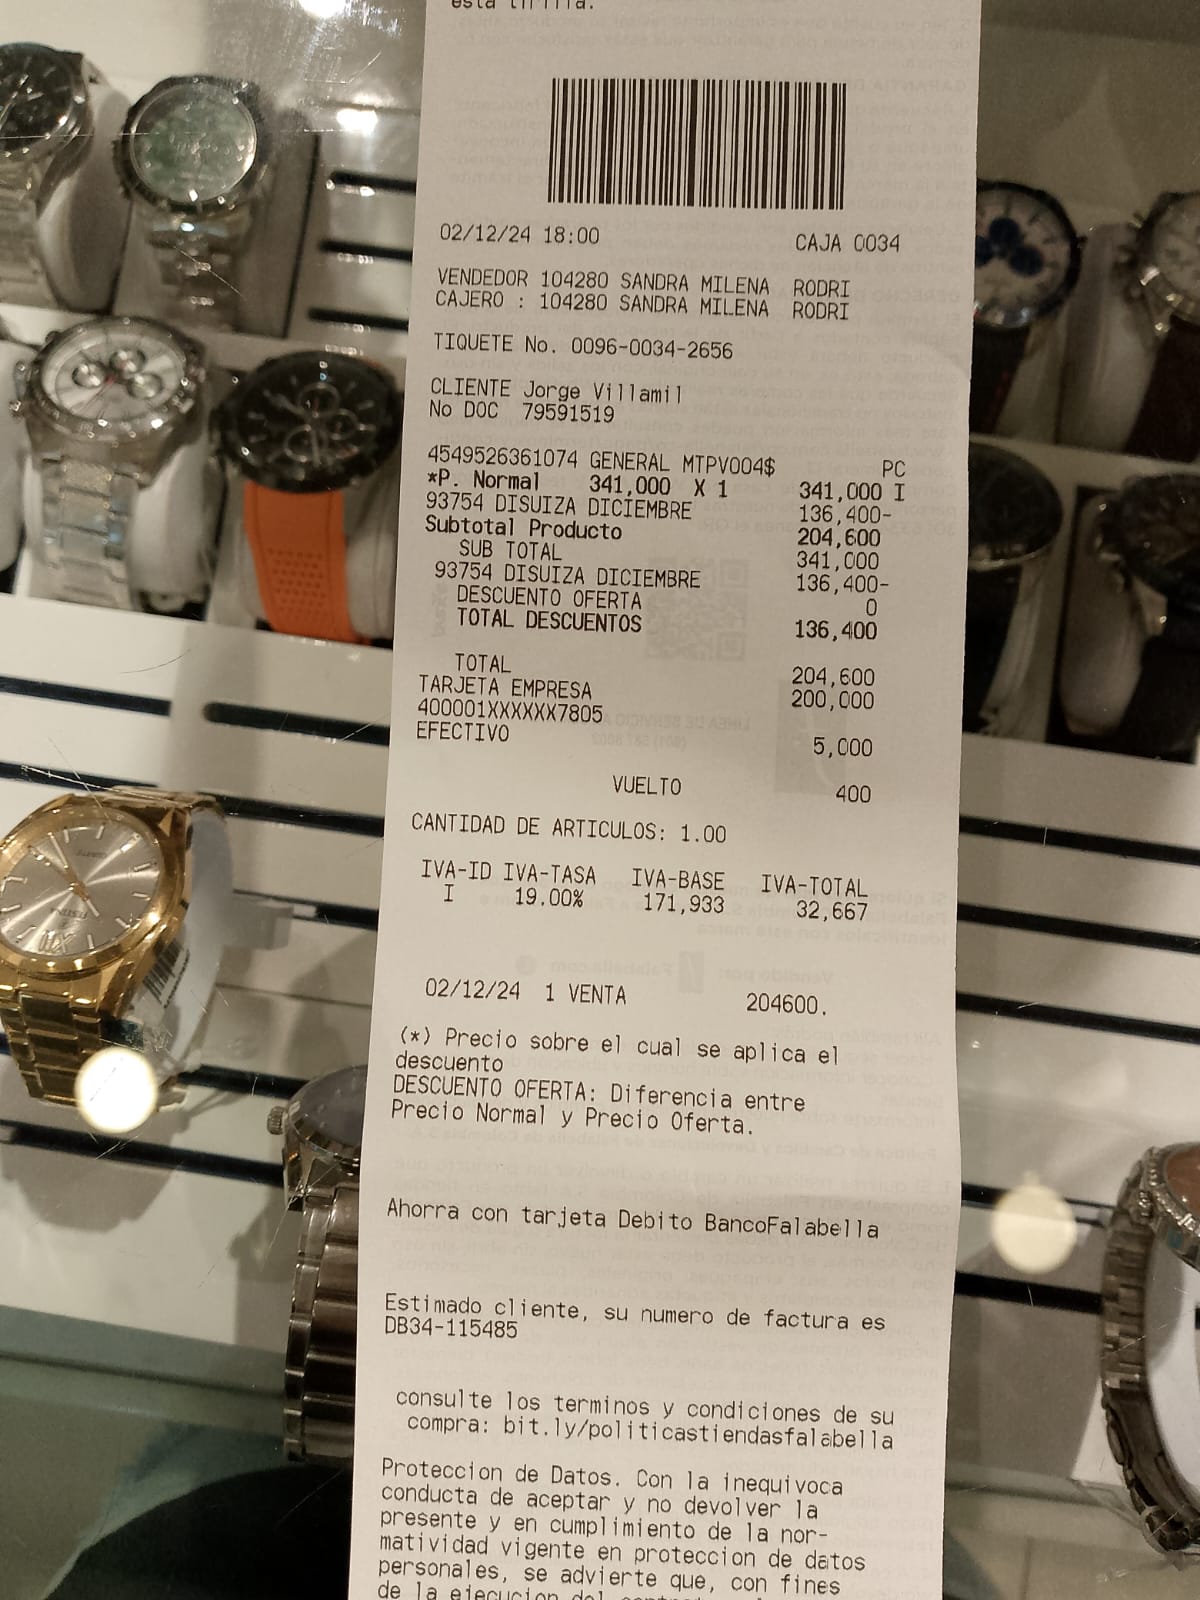 esta tirilla.
02/12/24 18:00 CAJA 0034
VENDEDOR 104280 SANDRA MILENA RODRI
CAJERO : 104280 SANDRA MILENA RODRI
TIQUETE No. 0096-0034-2656
CLIENTE Jorge Villamil
No DOC 79591519
4549526361074 GENERAL MTPV004$ PC
*P. Normal 341,000 X 1 341,000 I
93754 DISUIZA DICIEMBRE 136,400-
Subtotal Producto 204,600
SUB TOTAL 341,000
93754 DISUIZA DICIEMBRE 136,400-
DESCUENTO OFERTA 0
TOTAL DESCUENTOS 136,400
TOTAL 204,600
TARJETA EMPRESA 200,000
400001XXXXXX7805
EFECTIVO 5,000
VUELTO 400
CANTIDAD DE ARTICULOS: 1.00
IVA-ID IVA-TASA IVA-BASE IVA-TOTAL
I 19.00% 171,933 32,667
02/12/24 1 VENTA 204600.
(*) Precio sobre el cual se aplica el
descuento
DESCUENTO OFERTA: Diferencia entre
Precio Normal y Precio Oferta.
Ahorra con tarjeta Debito BancoFalabella
Estimado cliente, su numero de factura es
DB34-115485
consulte los terminos y condiciones de su
compra: bit.ly/politicastiendasfalabella
Proteccion de Datos. Con la inequivoca
conducta de aceptar y no devolver la
presente y en cumplimiento de la nor-
matividad vigente en proteccion de datos
personales, se advierte que, con fines
de la ejecucion del